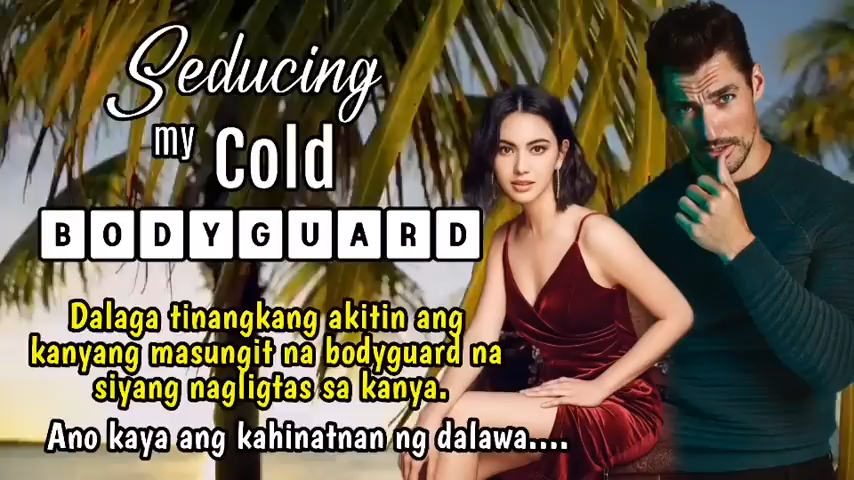 Seducing
my Cold
BODYGUARD
Dalaga tinangkang akitin ang
kanyang masungit na bodyguard na
siyang nagligtas sa kanya.
Ano kaya ang kahinatnan ng dalawa....